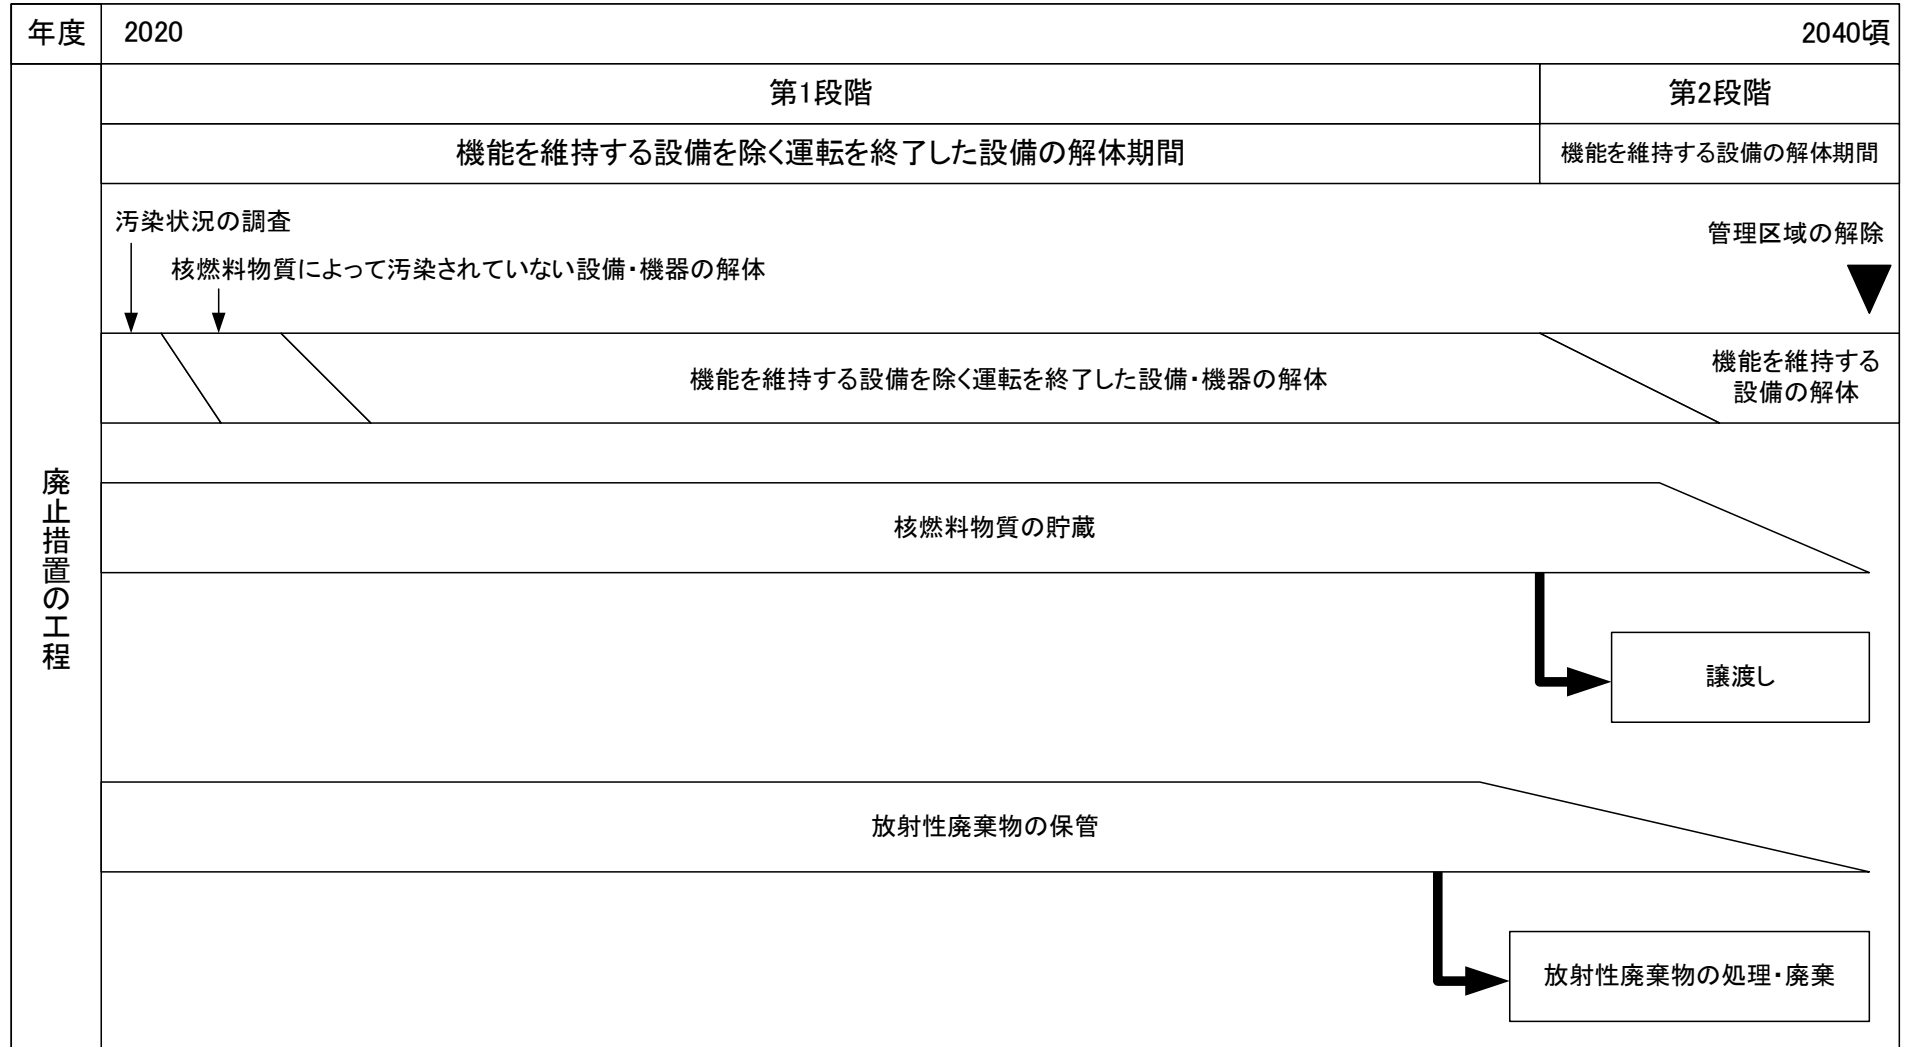 年度
2020
2040頃
第1段階
第2段階
機能を維持する設備を除く運転を終了した設備の解体期間
機能を維持する設備の解体期間
汚染状況の調査
管理区域の解除
核燃料物質によって汚染されていない設備・機器の解体
機能を維持する設備を除く運転を終了した設備・機器の解体
機能を維持する
設備の解体
廃止措置の工程
核燃料物質の貯蔵
譲渡し
放射性廃棄物の保管
放射性廃棄物の処理・廃棄